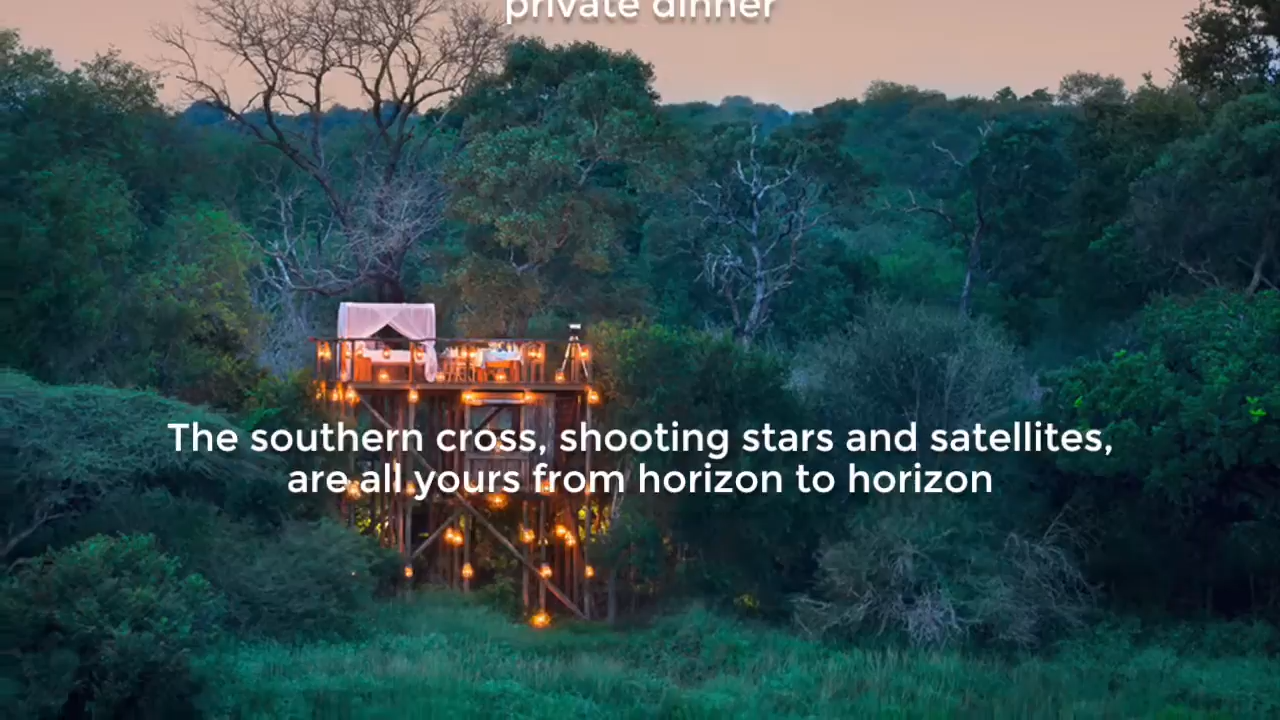 private dinner
The southern cross, shooting stars and satellites,
are all yours from horizon to horizon